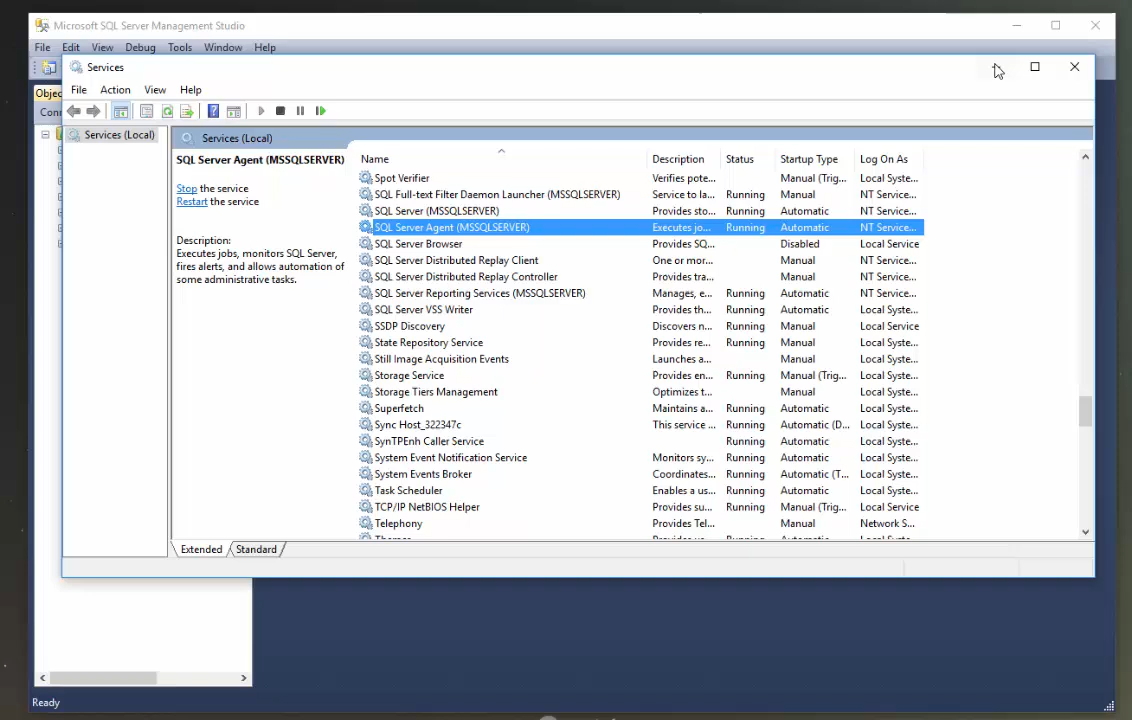 Microsoft SQL Server Management Studio
File Edit View Debug Tools Window Help
Services
Objec
File Action View Help
Conn
Services (Local)
Services (Local)
SQL Server Agent (MSSQLSERVER)
Stop the service
Restart the service
Description:
Executes jobs, monitors SQL Server,
fires alerts, and allows automation of
some administrative tasks.
Name Description Status Startup Type Log On As
Spot Verifier Verifies pote... Manual (Trig... Local Syste...
SQL Full-text Filter Daemon Launcher (MSSQLSERVER) Service to la... Running Manual NT Service...
SQL Server (MSSQLSERVER) Provides sto... Running Automatic NT Service...
SQL Server Agent (MSSQLSERVER) Executes jo... Running Automatic NT Service...
SQL Server Browser Provides SQ... Disabled Local Service
SQL Server Distributed Replay Client One or mor... Manual NT Service...
SQL Server Distributed Replay Controller Provides tra... Manual NT Service...
SQL Server Reporting Services (MSSQLSERVER) Manages, e... Running Automatic NT Service...
SQL Server VSS Writer Provides th... Running Automatic Local Syste...
SSDP Discovery Discovers n... Running Manual Local Service
State Repository Service Provides re... Running Manual Local Syste...
Still Image Acquisition Events Launches a... Manual Local Syste...
Storage Service Provides en... Running Manual (Trig... Local Syste...
Storage Tiers Management Optimizes t... Manual Local Syste...
Superfetch Maintains a... Running Automatic Local Syste...
Sync Host_322347c This service ... Running Automatic (D... Local Syste...
SynTPEnh Caller Service Running Automatic Local Syste...
System Event Notification Service Monitors sy... Running Automatic Local Syste...
System Events Broker Coordinates... Running Automatic (T... Local Syste...
Task Scheduler Enables a us... Running Automatic Local Syste...
TCP/IP NetBIOS Helper Provides su... Running Manual (Trig... Local Service
Telephony Provides Tel... Manual Network S...
Extended Standard
Ready